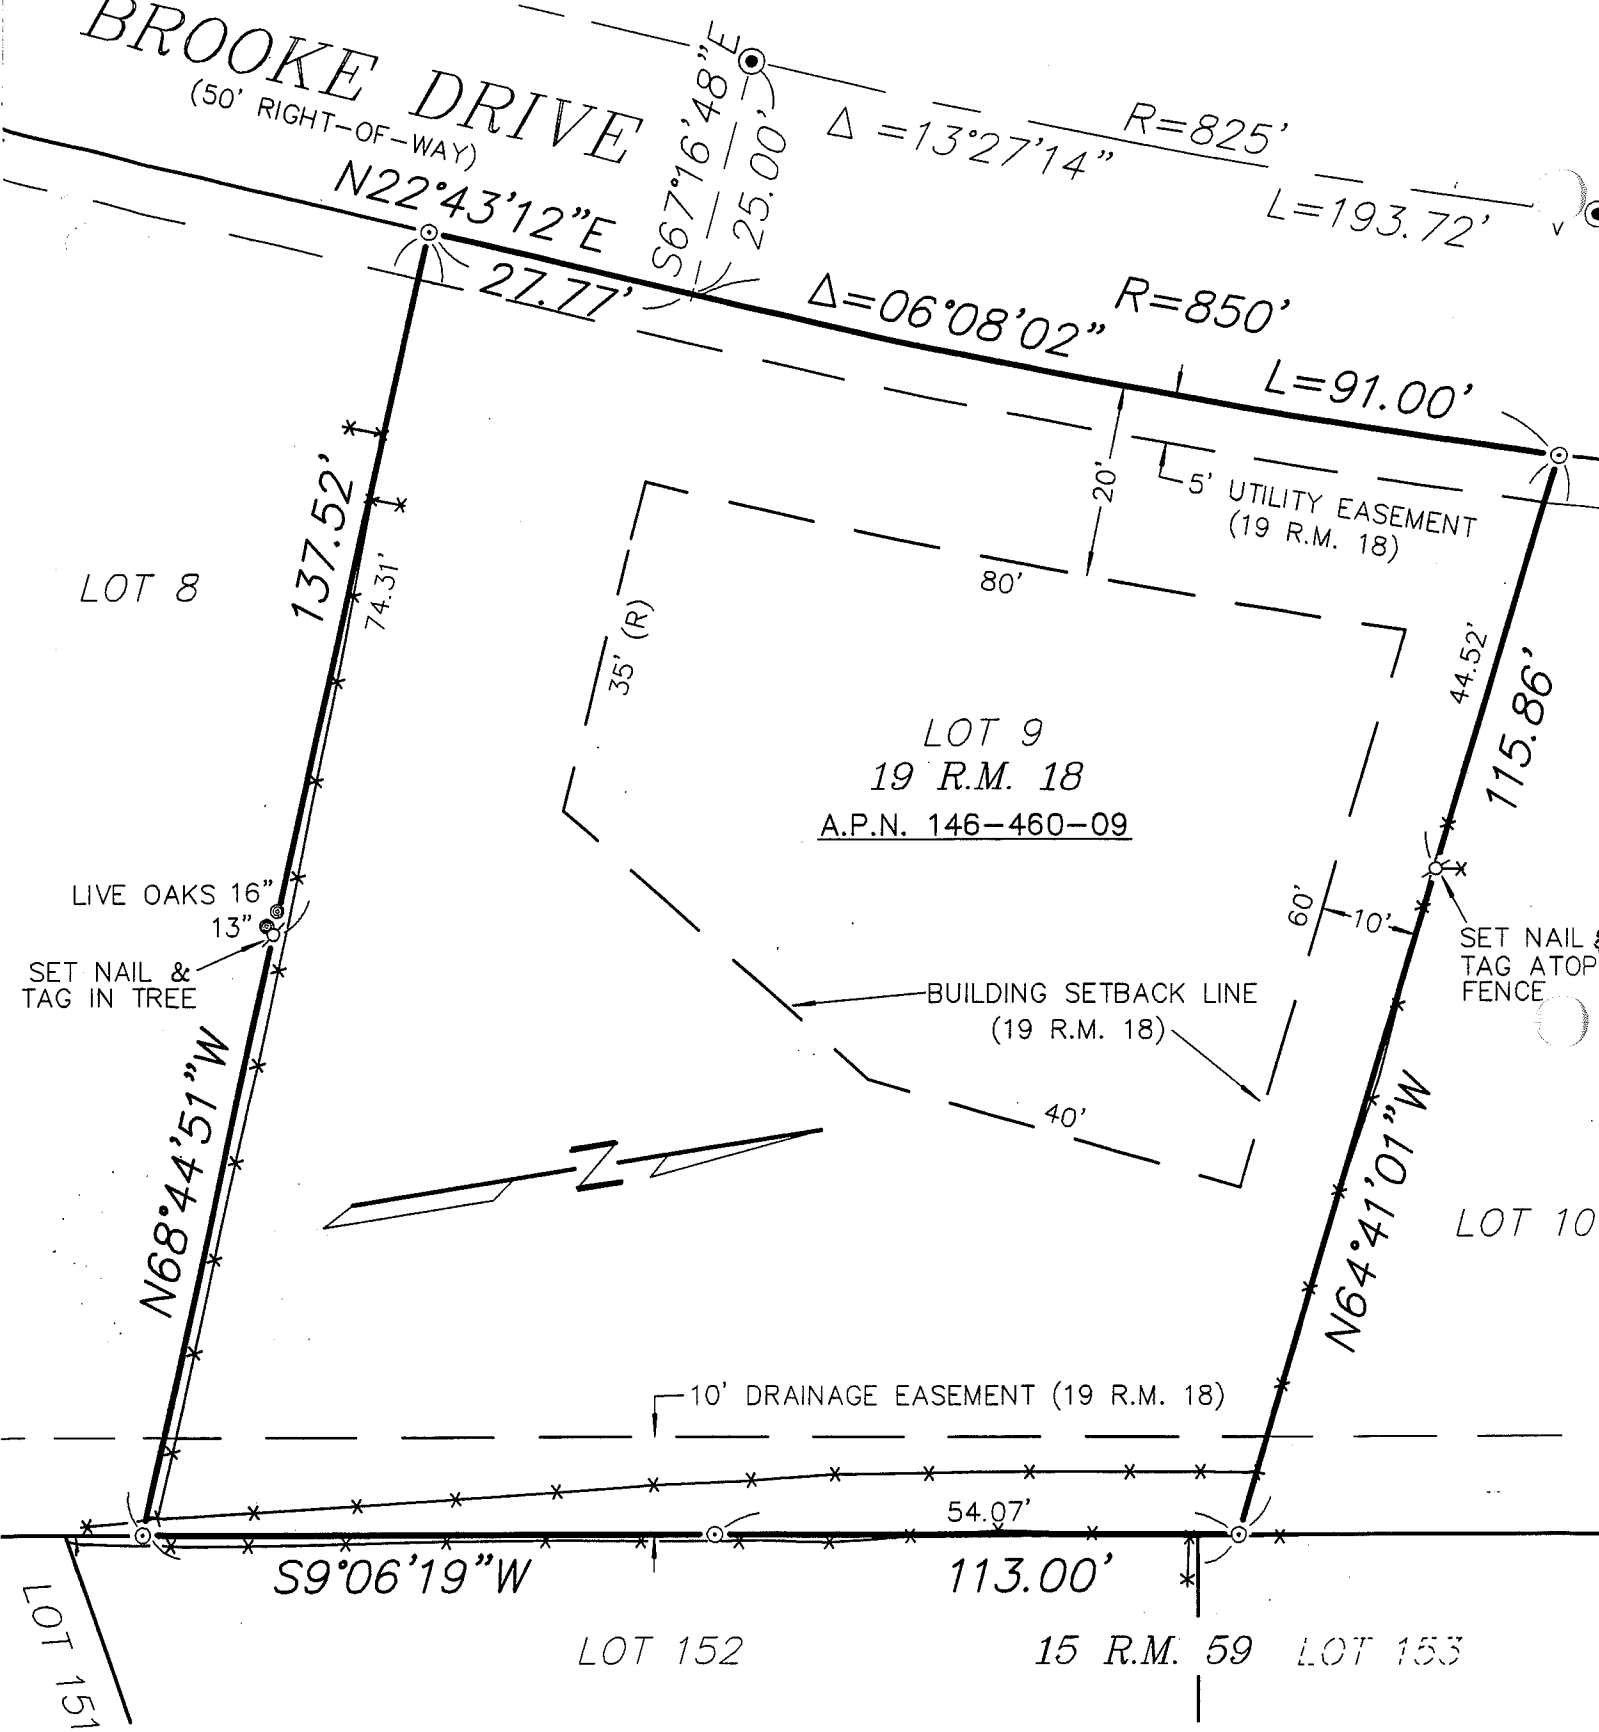 BROOKE DRIVE
(50' RIGHT-OF-WAY)
N22°43'12"E
27.77'
S67°16'48"E
25.00'
Δ =13°27'14"
R=825'
L=193.72'
Δ=06°08'02"
R=850'
L=91.00'
20'
5' UTILITY EASEMENT
(19 R.M. 18)
137.52'
74.31'
LOT 8
35' (R)
80'
44.52'
115.86'
LOT 9
19 R.M. 18
A.P.N. 146-460-09
LIVE OAKS 16"
13"
SET NAIL &
TAG IN TREE
60'
10'
SET NAIL &
TAG ATOP
FENCE
BUILDING SETBACK LINE
(19 R.M. 18)
40'
N68°44'51"W
N64°41'01"W
Z
LOT 10
10' DRAINAGE EASEMENT (19 R.M. 18)
54.07'
S9°06'19"W
113.00'
LOT 151
LOT 152
15 R.M. 59
LOT 153